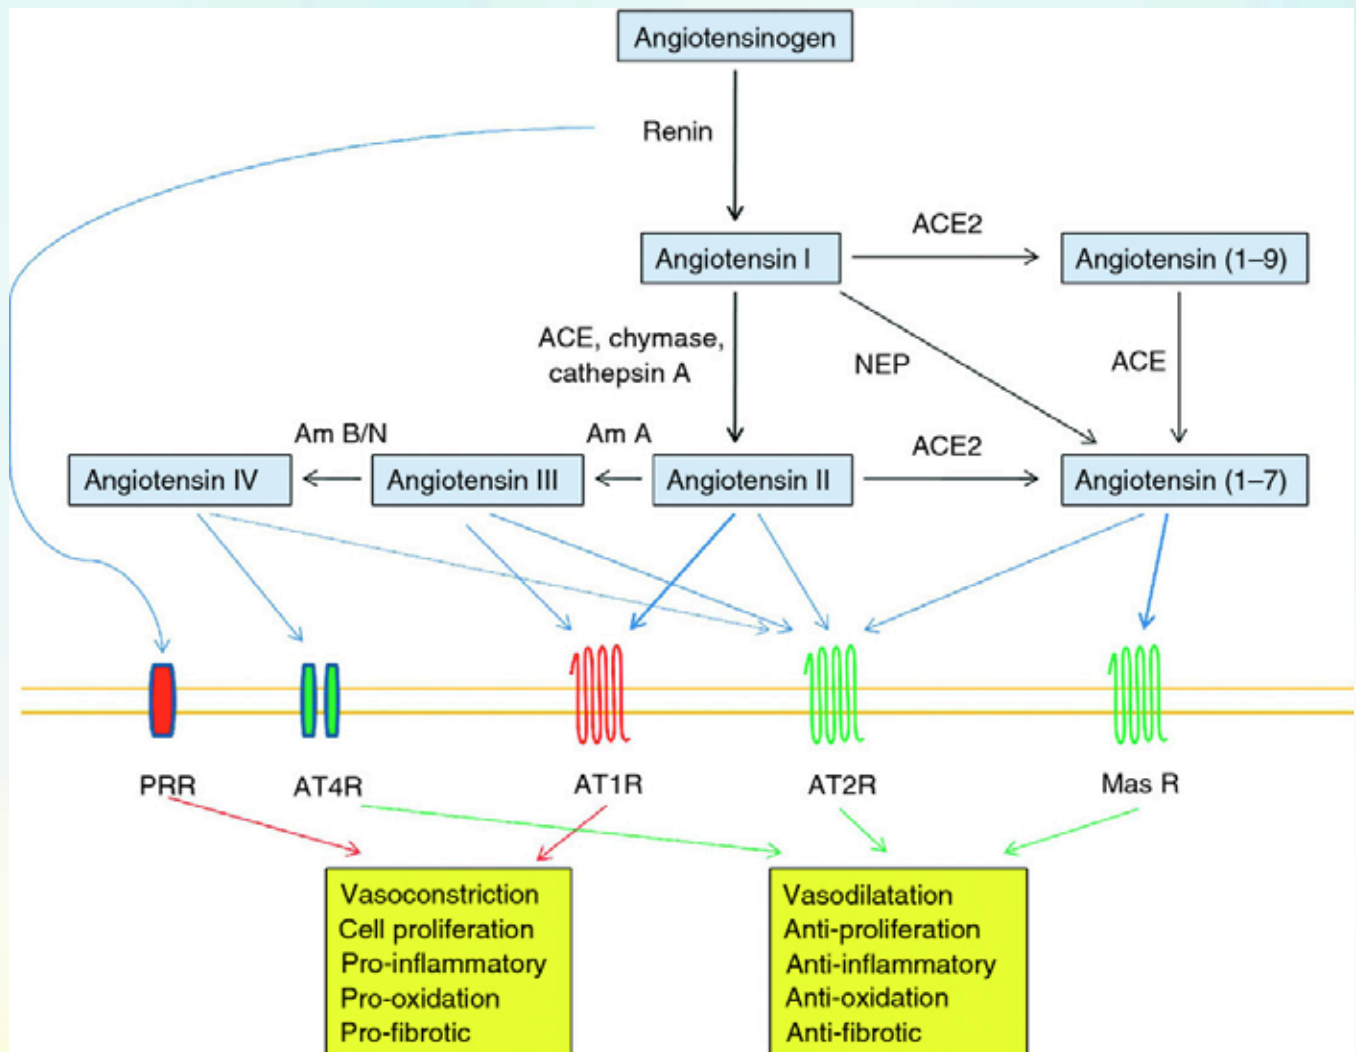 Angiotensinogen
Renin
ACE2
Angiotensin I
Angiotensin (1–9)
ACE, chymase,
cathepsin A
NEP
ACE
Am B/N
Am A
ACE2
Angiotensin IV
Angiotensin III
Angiotensin II
Angiotensin (1–7)
PRR
AT4R
AT1R
AT2R
Mas R
Vasoconstriction
Cell proliferation
Pro-inflammatory
Pro-oxidation
Pro-fibrotic
Vasodilatation
Anti-proliferation
Anti-inflammatory
Anti-oxidation
Anti-fibrotic